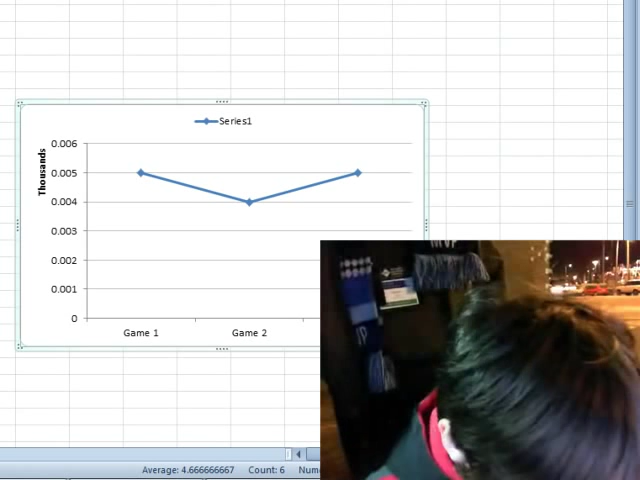 Series1
Thousands
0.006
0.005
0.004
0.003
0.002
0.001
0
Game 1
Game 2
Average: 4.666666667 Count: 6